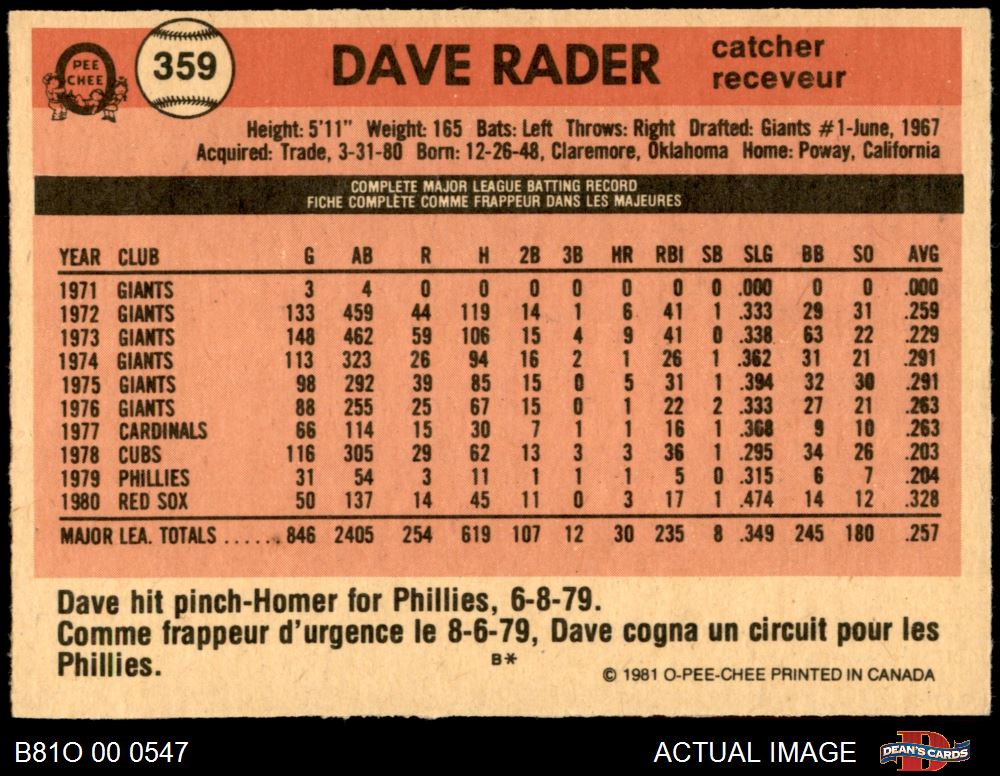 PEE
CHEE
359
DAVE RADER
catcher
receveur
Height: 5'11" Weight: 165 Bats: Left Throws: Right Drafted: Giants #1-June, 1967
Acquired: Trade, 3-31-80 Born: 12-26-48, Claremore, Oklahoma Home: Poway, California
COMPLETE MAJOR LEAGUE BATTING RECORD
FICHE COMPLÈTE COMME FRAPPEUR DANS LES MAJEURES
YEAR CLUB G AB R H 2B 3B HR RBI SB SLG BB SO AVG
1971 GIANTS 3 4 0 0 0 0 0 0 0 .000 0 0 .000
1972 GIANTS 133 459 44 119 14 1 6 41 1 .333 29 31 .259
1973 GIANTS 148 462 59 106 15 4 9 41 0 .338 63 22 .229
1974 GIANTS 113 323 26 94 16 2 1 26 1 .362 31 21 .291
1975 GIANTS 98 292 39 85 15 0 5 31 1 .394 32 30 .291
1976 GIANTS 88 255 25 67 15 0 1 22 2 .333 27 21 .263
1977 CARDINALS 66 114 15 30 7 1 1 16 1 .368 9 10 .263
1978 CUBS 116 305 29 62 13 3 3 36 1 .295 34 26 .203
1979 PHILLIES 31 54 3 11 1 1 1 5 0 .315 6 7 .204
1980 RED SOX 50 137 14 45 11 0 3 17 1 .474 14 12 .328
MAJOR LEA. TOTALS ...... 846 2405 254 619 107 12 30 235 8 .349 245 180 .257
Dave hit pinch-Homer for Phillies, 6-8-79.
Comme frappeur d'urgence le 8-6-79, Dave cogna un circuit pour les
Phillies.
B*
© 1981 O-PEE-CHEE PRINTED IN CANADA
B81O 00 0547
ACTUAL IMAGE
DEAN'S CARDS